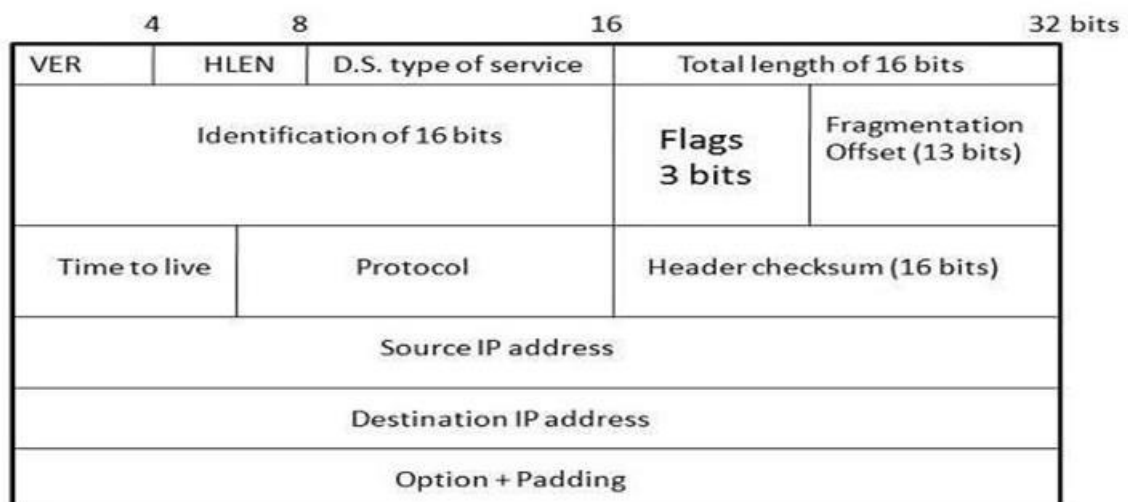 4 8 16 32 bits
VER HLEN D.S. type of service Total length of 16 bits
Identification of 16 bits
Flags
3 bits
Fragmentation
Offset (13 bits)
Time to live Protocol Header checksum (16 bits)
Source IP address
Destination IP address
Option + Padding